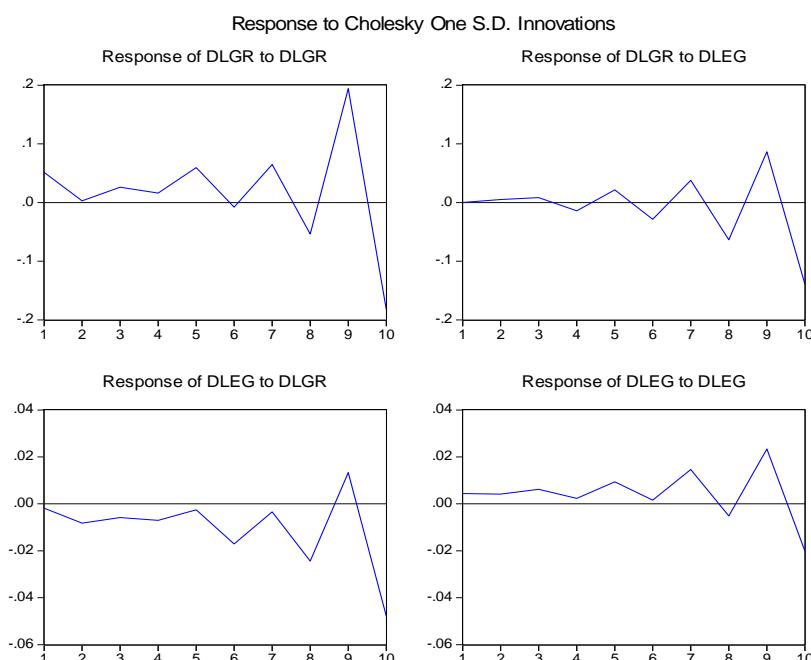 Response to Cholesky One S.D. Innovations
Response of DLGR to DLGR
.2
.1
.0
-.1
-.2
1 2 3 4 5 6 7 8 9 10
Response of DLGR to DLEG
.2
.1
.0
-.1
-.2
1 2 3 4 5 6 7 8 9 10
Response of DLEG to DLGR
.04
.02
.00
-.02
-.04
-.06
1 2 3 4 5 6 7 8 9 10
Response of DLEG to DLEG
.04
.02
.00
-.02
-.04
-.06
1 2 3 4 5 6 7 8 9 10